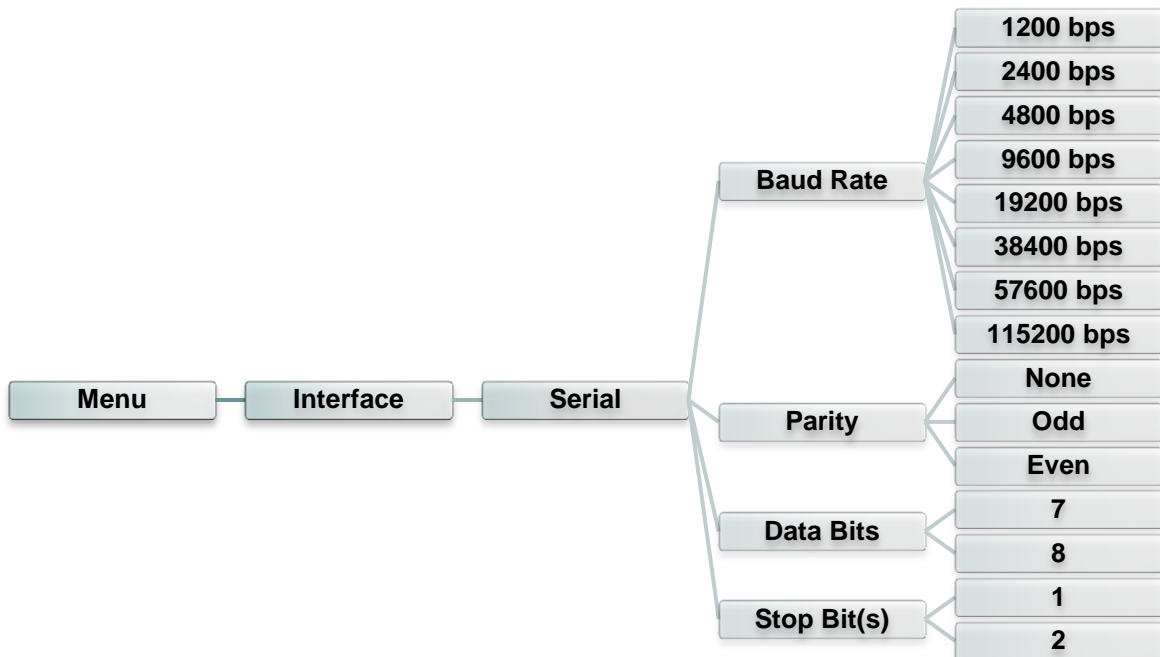 Menu
Interface
Serial
Baud Rate
1200 bps
2400 bps
4800 bps
9600 bps
19200 bps
38400 bps
57600 bps
115200 bps
Parity
None
Odd
Even
Data Bits
7
8
Stop Bit(s)
1
2